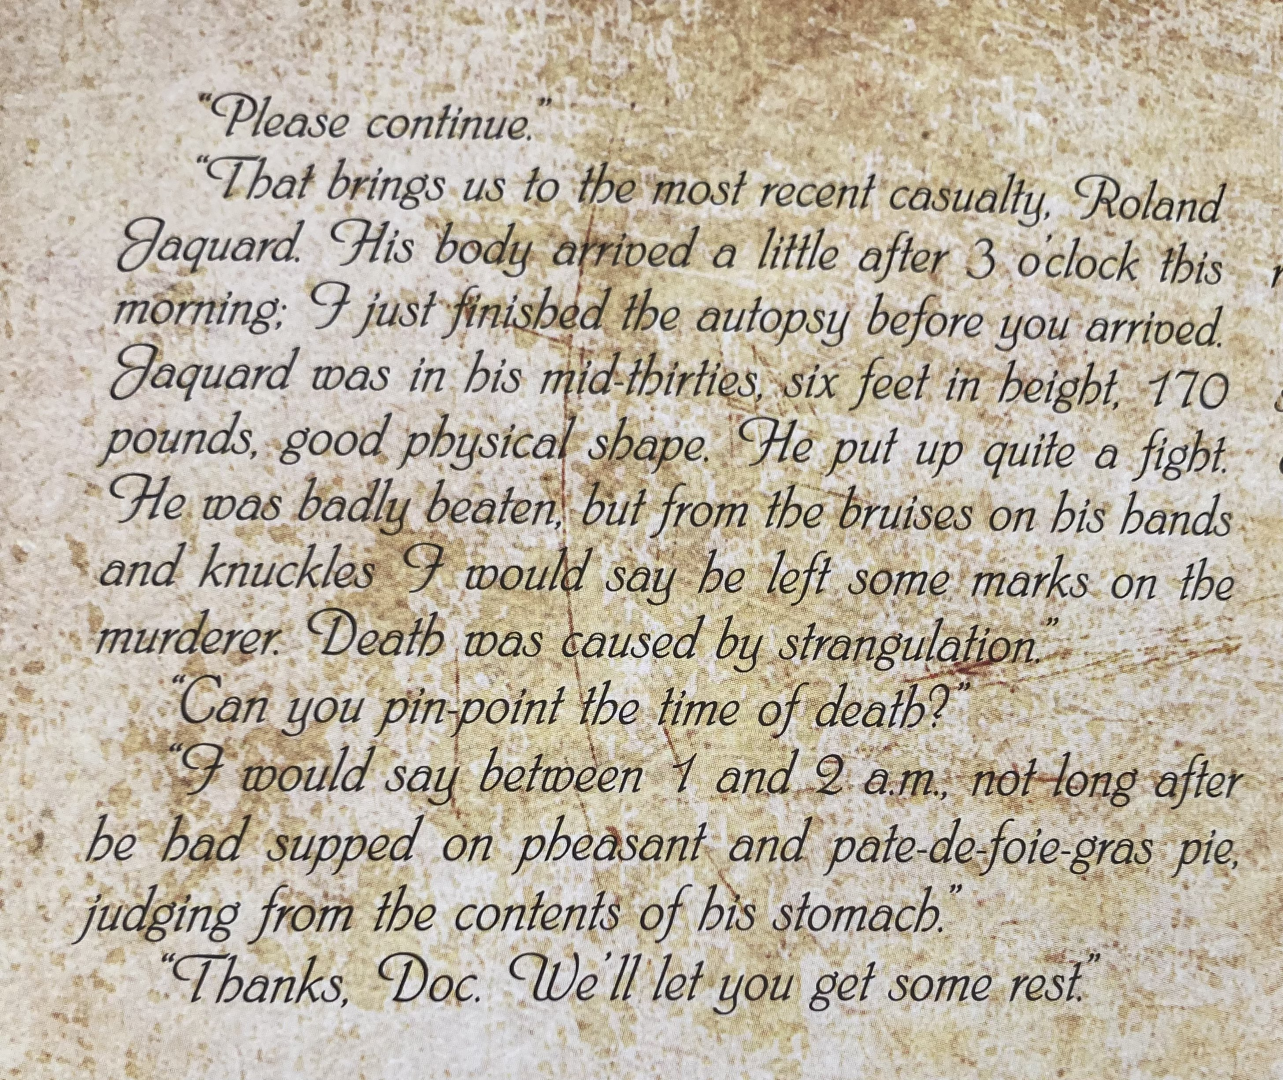 “Please continue.”
“That brings us to the most recent casualty, Roland
Jaquard. His body arrived a little after 3 o'clock this
morning; I just finished the autopsy before you arrived.
Jaquard was in his mid-thirties, six feet in height, 170
pounds, good physical shape. He put up quite a fight.
He was badly beaten, but from the bruises on his hands
and knuckles I would say he left some marks on the
murderer. Death was caused by strangulation.”
“Can you pin-point the time of death?”
“I would say between 1 and 2 a.m., not long after
he had supped on pheasant and pate-de-foie-gras pie,
judging from the contents of his stomach.”
“Thanks, Doc. We'll let you get some rest.”